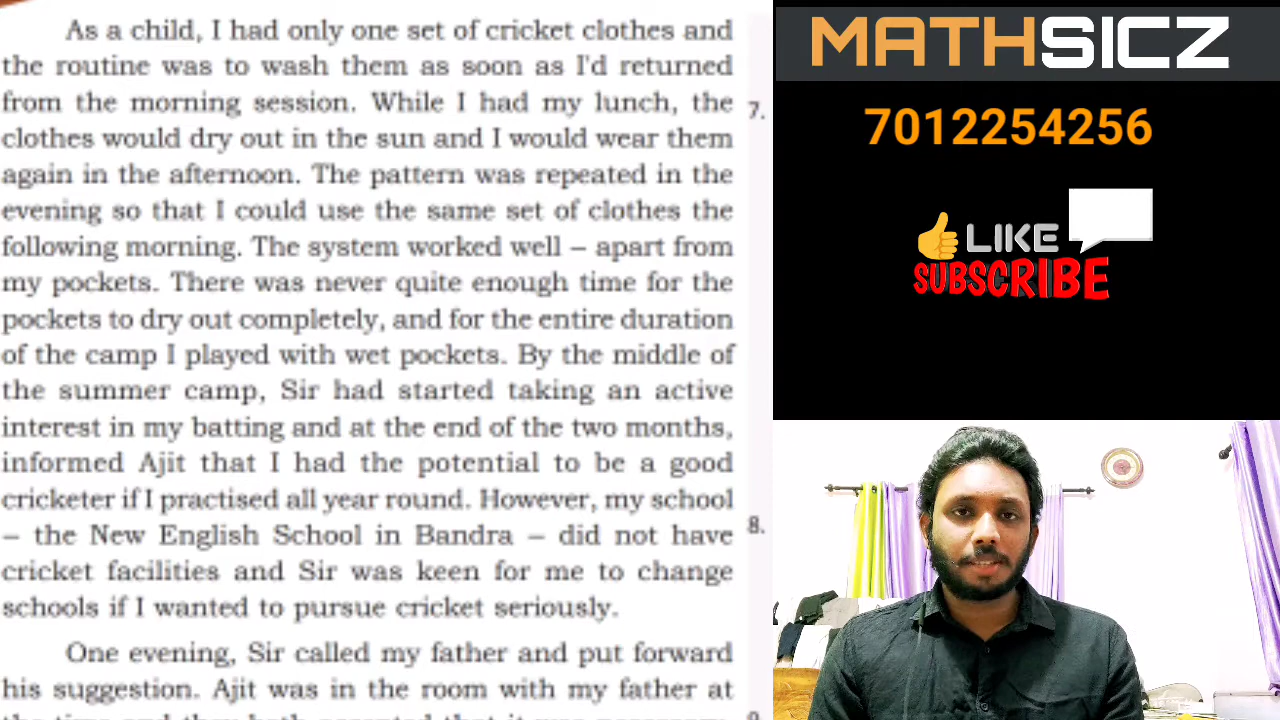 As a child, I had only one set of cricket clothes and
the routine was to wash them as soon as I'd returned
from the morning session. While I had my lunch, the
clothes would dry out in the sun and I would wear them
again in the afternoon. The pattern was repeated in the
evening so that I could use the same set of clothes the
following morning. The system worked well – apart from
my pockets. There was never quite enough time for the
pockets to dry out completely, and for the entire duration
of the camp I played with wet pockets. By the middle of
the summer camp, Sir had started taking an active
interest in my batting and at the end of the two months,
informed Ajit that I had the potential to be a good
cricketer if I practised all year round. However, my school
– the New English School in Bandra – did not have
cricket facilities and Sir was keen for me to change
schools if I wanted to pursue cricket seriously.
One evening, Sir called my father and put forward
his suggestion. Ajit was in the room with my father at
7.
8.
MATHSICZ
7012254256
LIKE
SUBSCRIBE